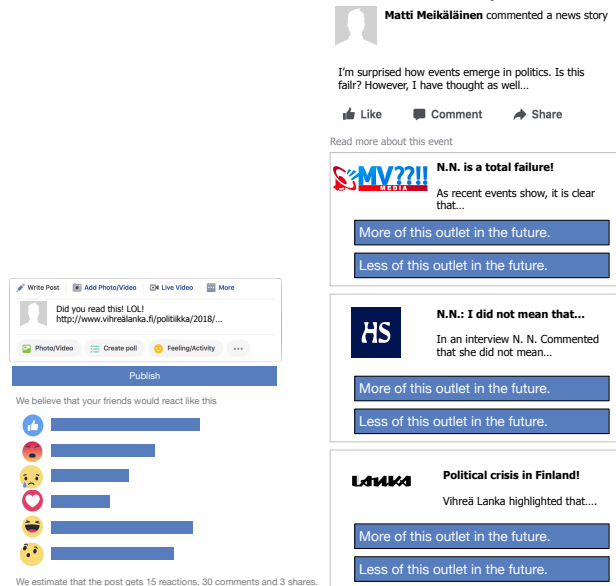 Write Post
Add Photo/Video
Live Video
More
Did you read this! LOL!
http://www.vihreälanka.fi/politiikka/2018/...
Photo/Video
Create poll
Feeling/Activity
Publish
We believe that your friends would react like this
We estimate that the post gets 15 reactions, 30 comments and 3 shares.
Matti Meikäläinen commented a news story
I'm surprised how events emerge in politics. Is this
failr? However, I have thought as well...
Like
Comment
Share
Read more about this event
MV??!!
MEDIA
N.N. is a total failure!
As recent events show, it is clear
that...
More of this outlet in the future.
Less of this outlet in the future.
HS
N.N.: I did not mean that...
In an interview N. N. Commented
that she did not mean...
More of this outlet in the future.
Less of this outlet in the future.
LANKA
Political crisis in Finland!
Vihreä Lanka highlighted that....
More of this outlet in the future.
Less of this outlet in the future.